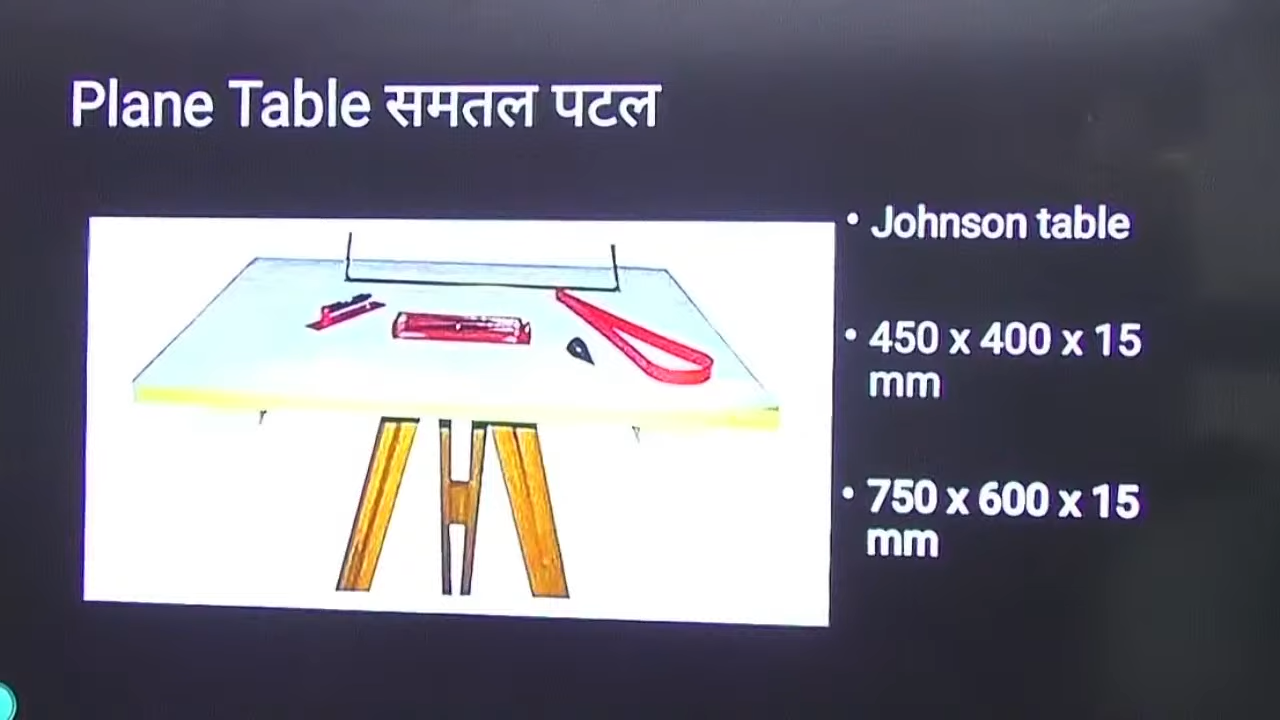 Plane Table समतल पटल
• Johnson table
• 450 x 400 x 15
mm
• 750 x 600 x 15
mm